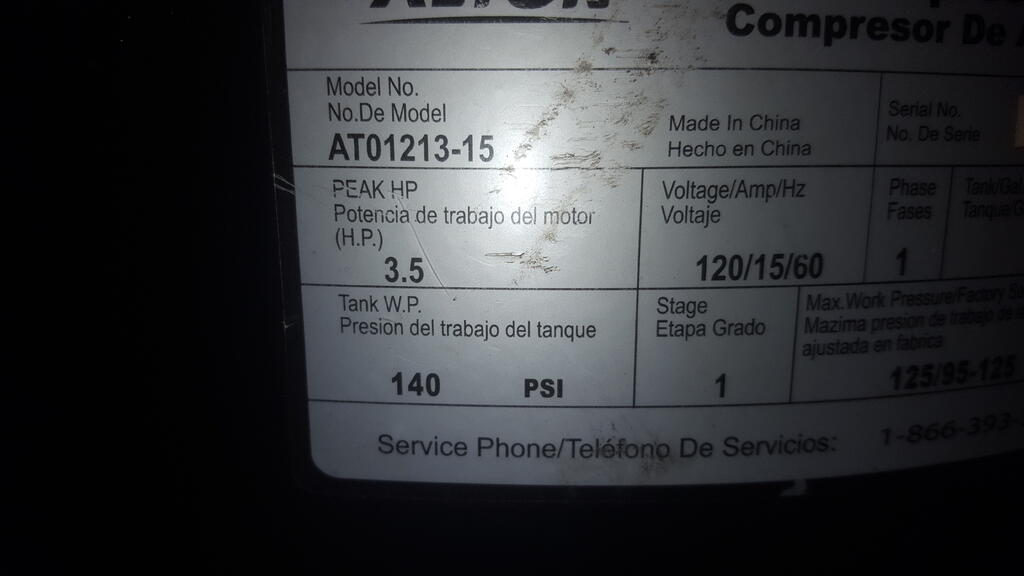 Compresor De
Model No.
No.De Model
AT01213-15
Made In China
Hecho en China
Serial No.
No. De Serie
PEAK HP
Potencia de trabajo del motor
(H.P.)
3.5
Voltage/Amp/Hz
Voltaje
120/15/60
Phase
Fases
1
Tank W.P.
Presion del trabajo del tanque
140 PSI
Stage
Etapa Grado
1
Max.Work Pressure/Factory
Mazima presion de trabajo de
ajustada en fabrica
125/95-125
Service Phone/Teléfono De Servicios: 1-866-393-